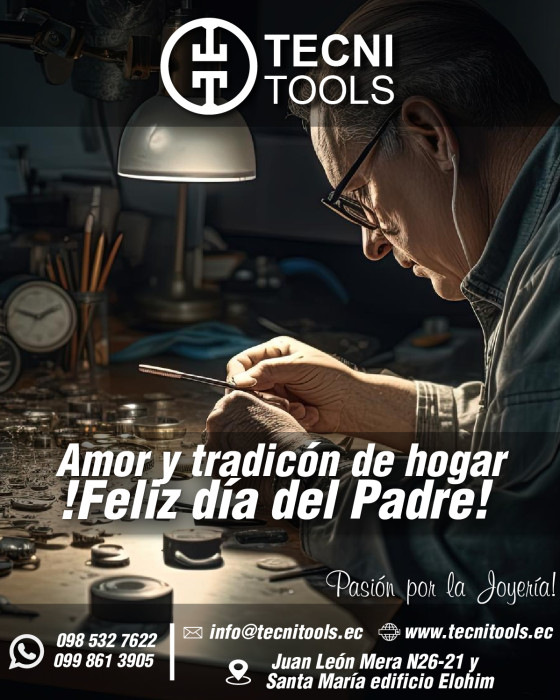 TECNI
TOOLS
Amor y tradicón de hogar
!Feliz día del Padre!
Pasión por la Joyería!
098 532 7622
099 861 3905
info@tecnitools.ec
www.tecnitools.ec
Juan León Mera N26-21 y
Santa María edificio Elohim